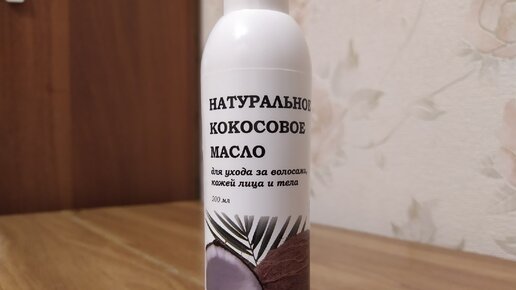 НАТУРАЛЬНОЕ
КОКОСОВОЕ
МАСЛО
для ухода за волосами,
кожей лица и тела
200 мл